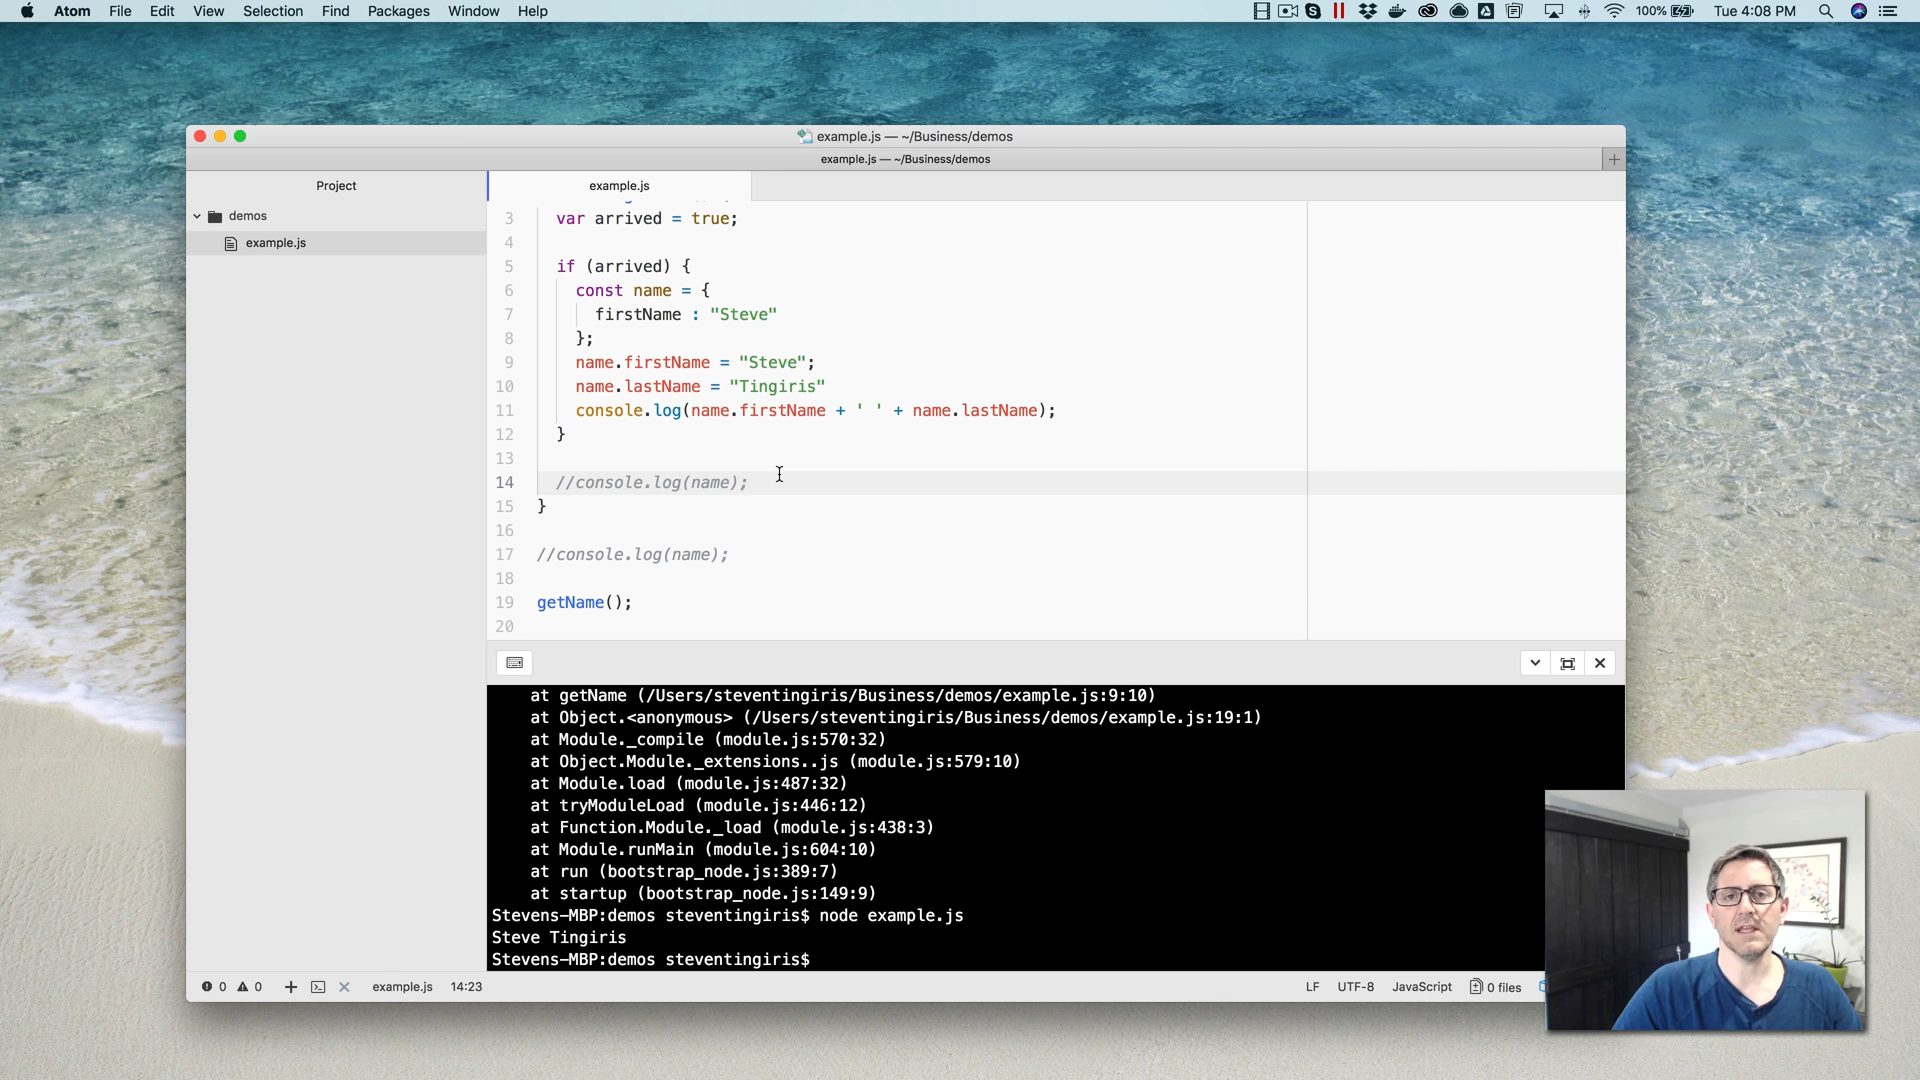 Atom File Edit View Selection Find Packages Window Help 100% Tue 4:08 PM
example.js — ~/Business/demos
example.js — ~/Business/demos
Project
example.js
demos
example.js
3 var arrived = true;
4
5 if (arrived) {
6 const name = {
7 firstName : "Steve"
8 };
9 name.firstName = "Steve";
10 name.lastName = "Tingiris"
11 console.log(name.firstName + ' ' + name.lastName);
12 }
13
14 //console.log(name);
15 }
16
17 //console.log(name);
18
19 getName();
20
at getName (/Users/steventingiris/Business/demos/example.js:9:10)
at Object.<anonymous> (/Users/steventingiris/Business/demos/example.js:19:1)
at Module._compile (module.js:570:32)
at Object.Module._extensions..js (module.js:579:10)
at Module.load (module.js:487:32)
at tryModuleLoad (module.js:446:12)
at Function.Module._load (module.js:438:3)
at Module.runMain (module.js:604:10)
at run (bootstrap_node.js:389:7)
at startup (bootstrap_node.js:149:9)
Stevens-MBP:demos steventingiris$ node example.js
Steve Tingiris
Stevens-MBP:demos steventingiris$
0 0 example.js 14:23 LF UTF-8 JavaScript 0 files